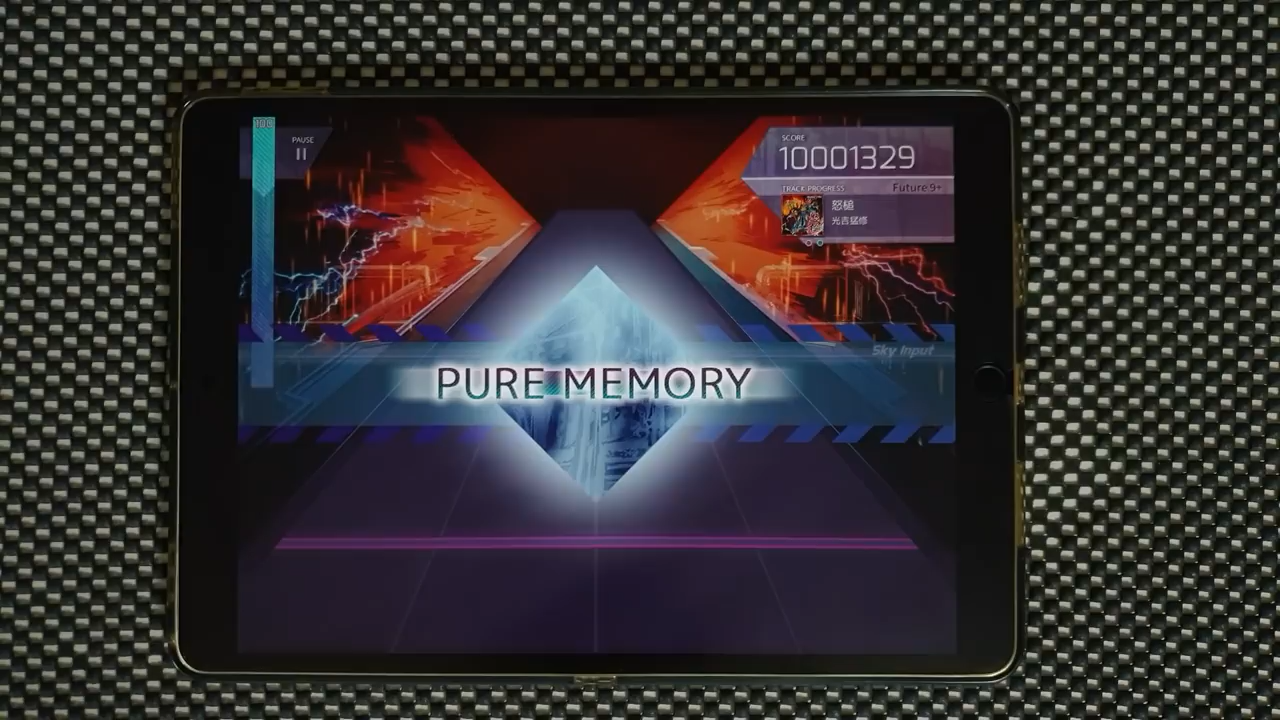 100
PAUSE
SCORE
10001329
TRACK PROGRESS
Future 9+
怒槌
光吉猛修
Sky Input
PURE MEMORY